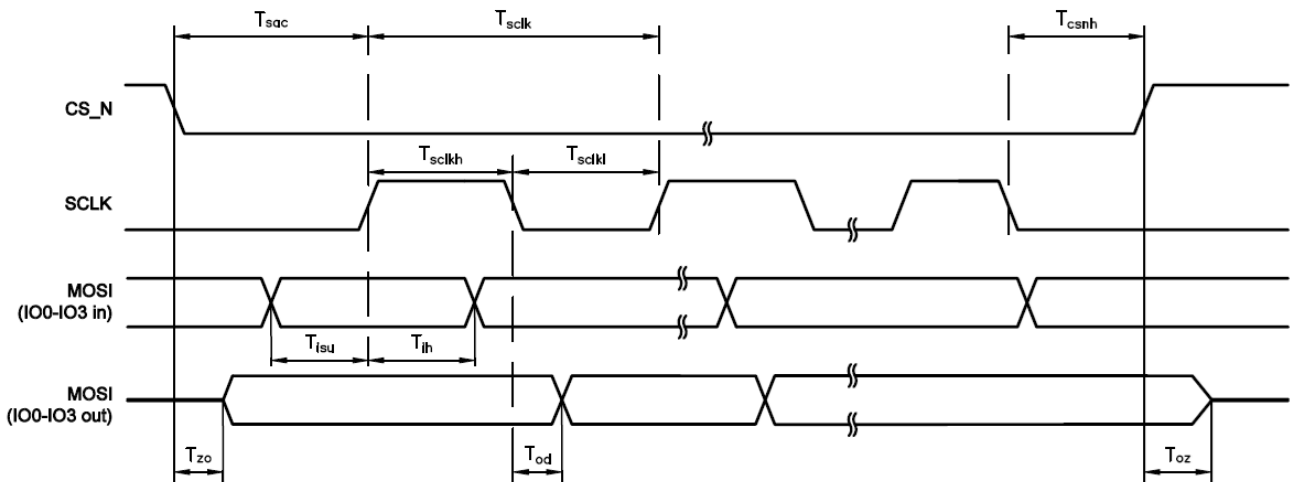 Tsac
Tsclk
Tcsnh
CS_N
Tsclkh
Tsclkl
SCLK
MOSI
(IO0-IO3 in)
Tisu
Tih
MOSI
(IO0-IO3 out)
Tzo
Tod
Toz